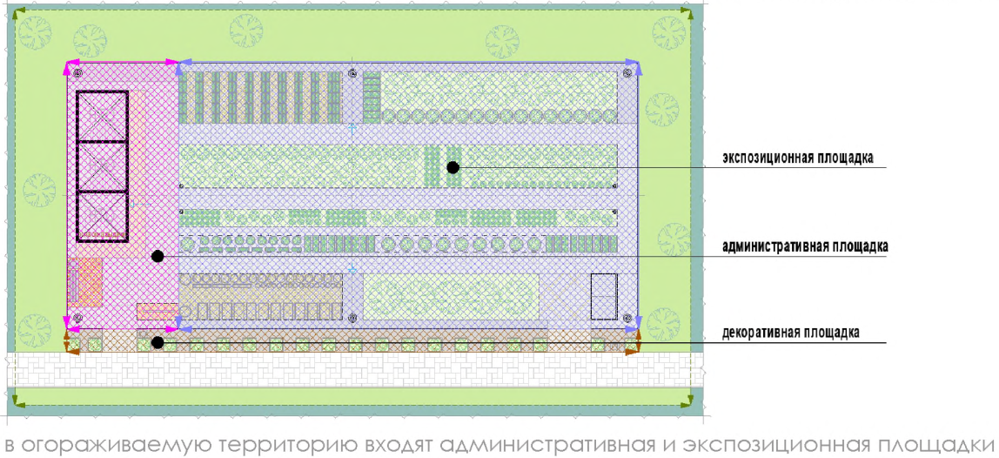 экспозиционная площадка
административная площадка
декоративная площадка
в огораживаемую территорию входят административная и экспозиционная площадки